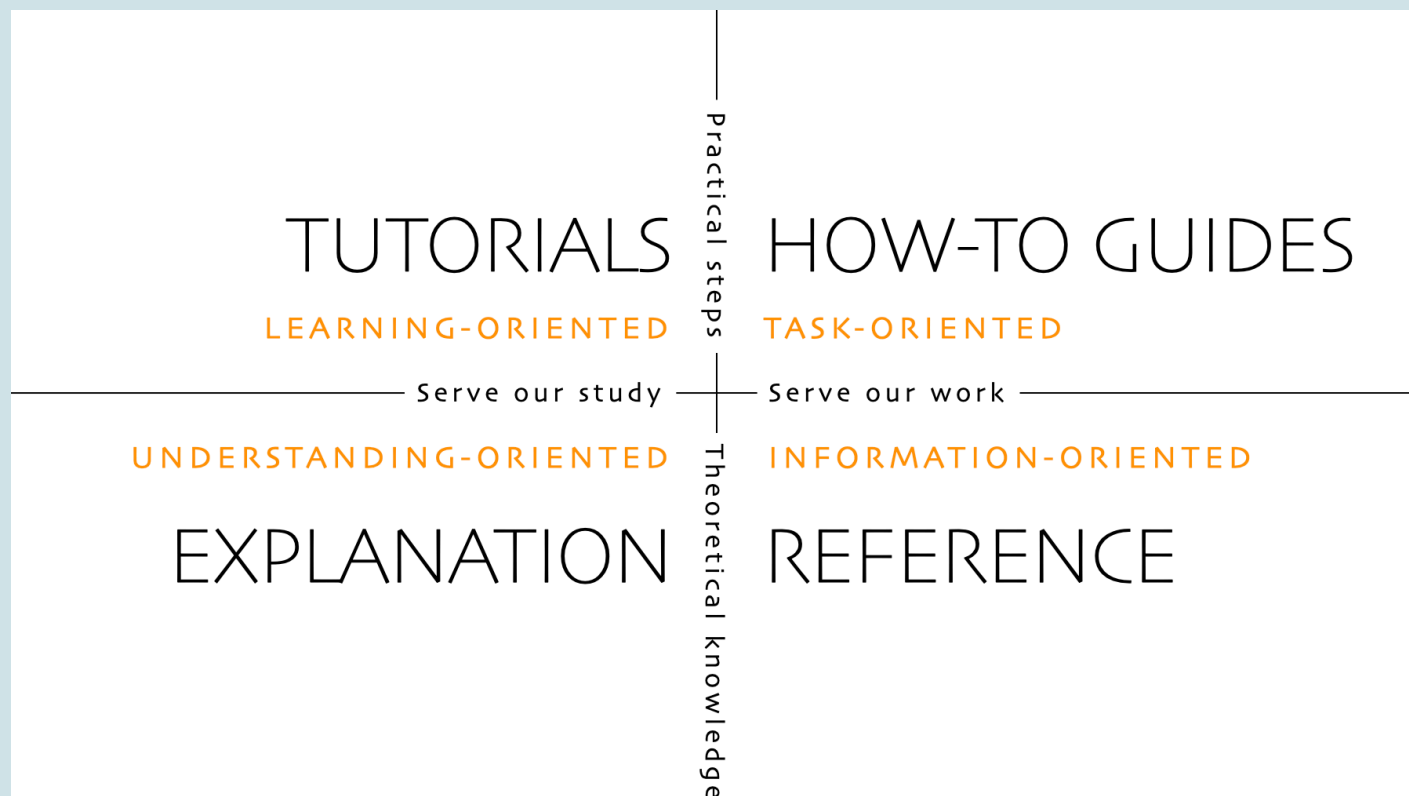 Practical steps
TUTORIALS
HOW-TO GUIDES
LEARNING-ORIENTED
TASK-ORIENTED
Serve our study
Serve our work
UNDERSTANDING-ORIENTED
INFORMATION-ORIENTED
EXPLANATION
REFERENCE
Theoretical knowledge